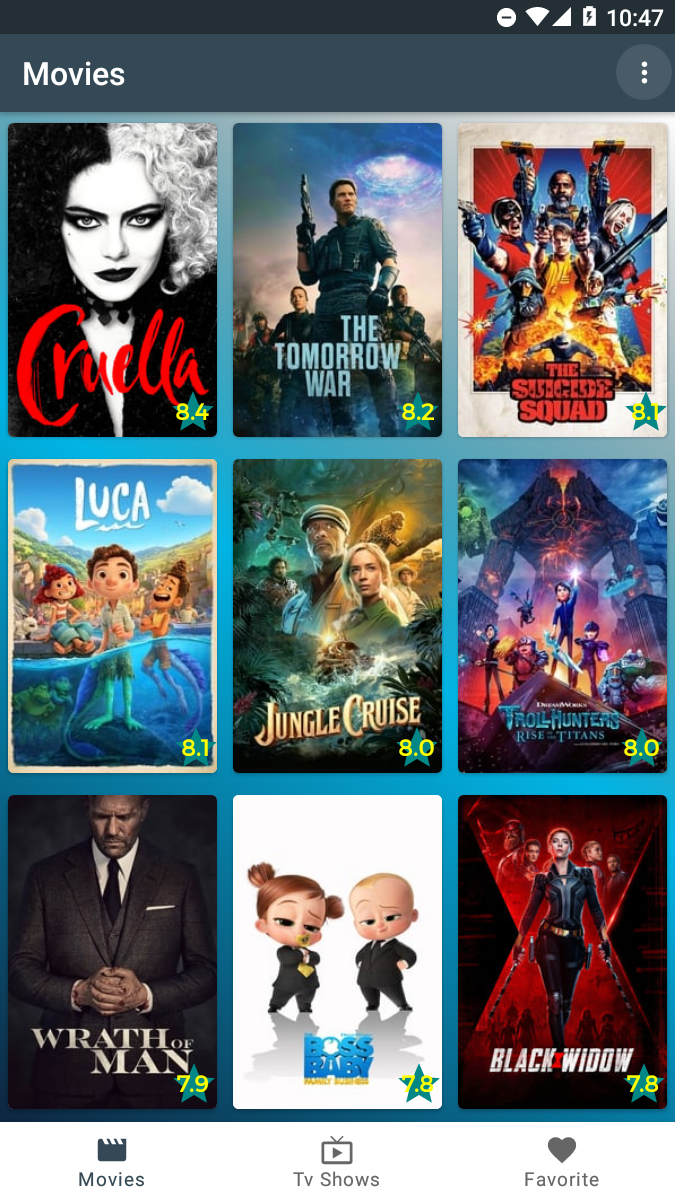 10:47
Movies
Cruella
8.4
THE
TOMORROW
WAR
8.2
THE
SUICIDE
SQUAD
8.1
LUCA
8.1
JUNGLE CRUISE
8.0
DREAMWORKS
TROLLHUNTERS
RISE OF THE TITANS
8.0
WRATH OF
MAN
7.9
BOSS
BABY
FAMILY BUSINESS
7.8
BLACK WIDOW
7.8
Movies
Tv Shows
Favorite